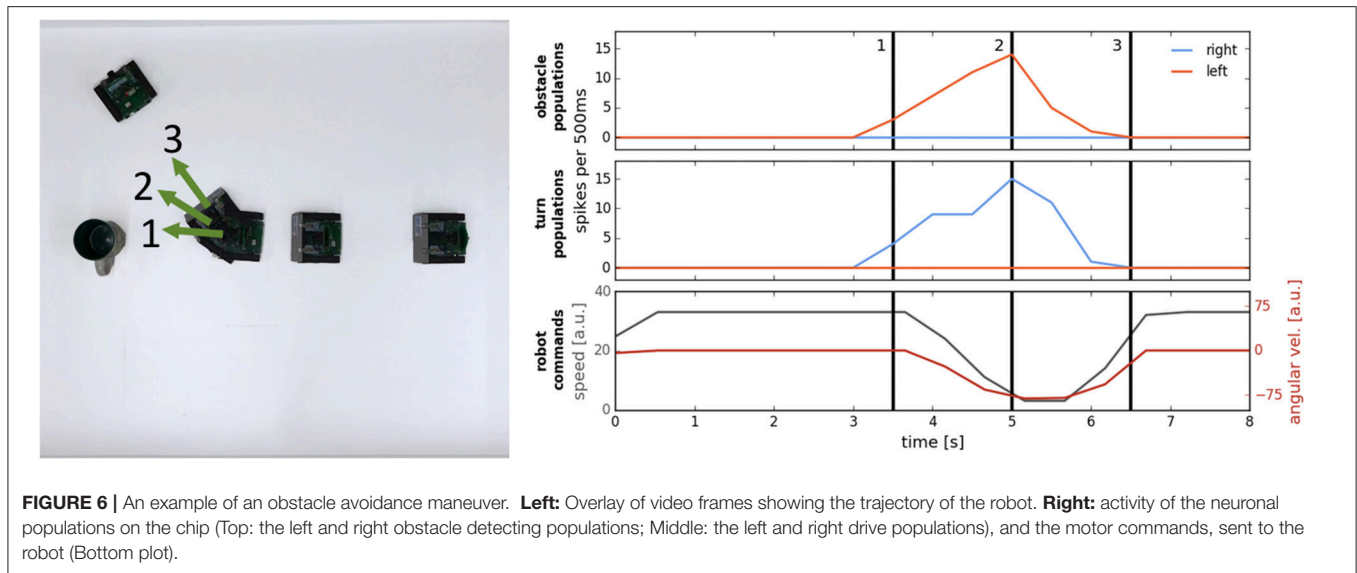 3
2
1
1
2
3
right
left
obstacle
populations
15
10
5
0
turn
populations
spikes per 500ms
15
10
5
0
robot
commands
speed [a.u.]
40
20
0
75
0
−75
angular vel. [a.u.]
0 1 2 3 4 5 6 7 8
time [s]
FIGURE 6 | An example of an obstacle avoidance maneuver. Left: Overlay of video frames showing the trajectory of the robot. Right: activity of the neuronal
populations on the chip (Top: the left and right obstacle detecting populations; Middle: the left and right drive populations), and the motor commands, sent to the
robot (Bottom plot).